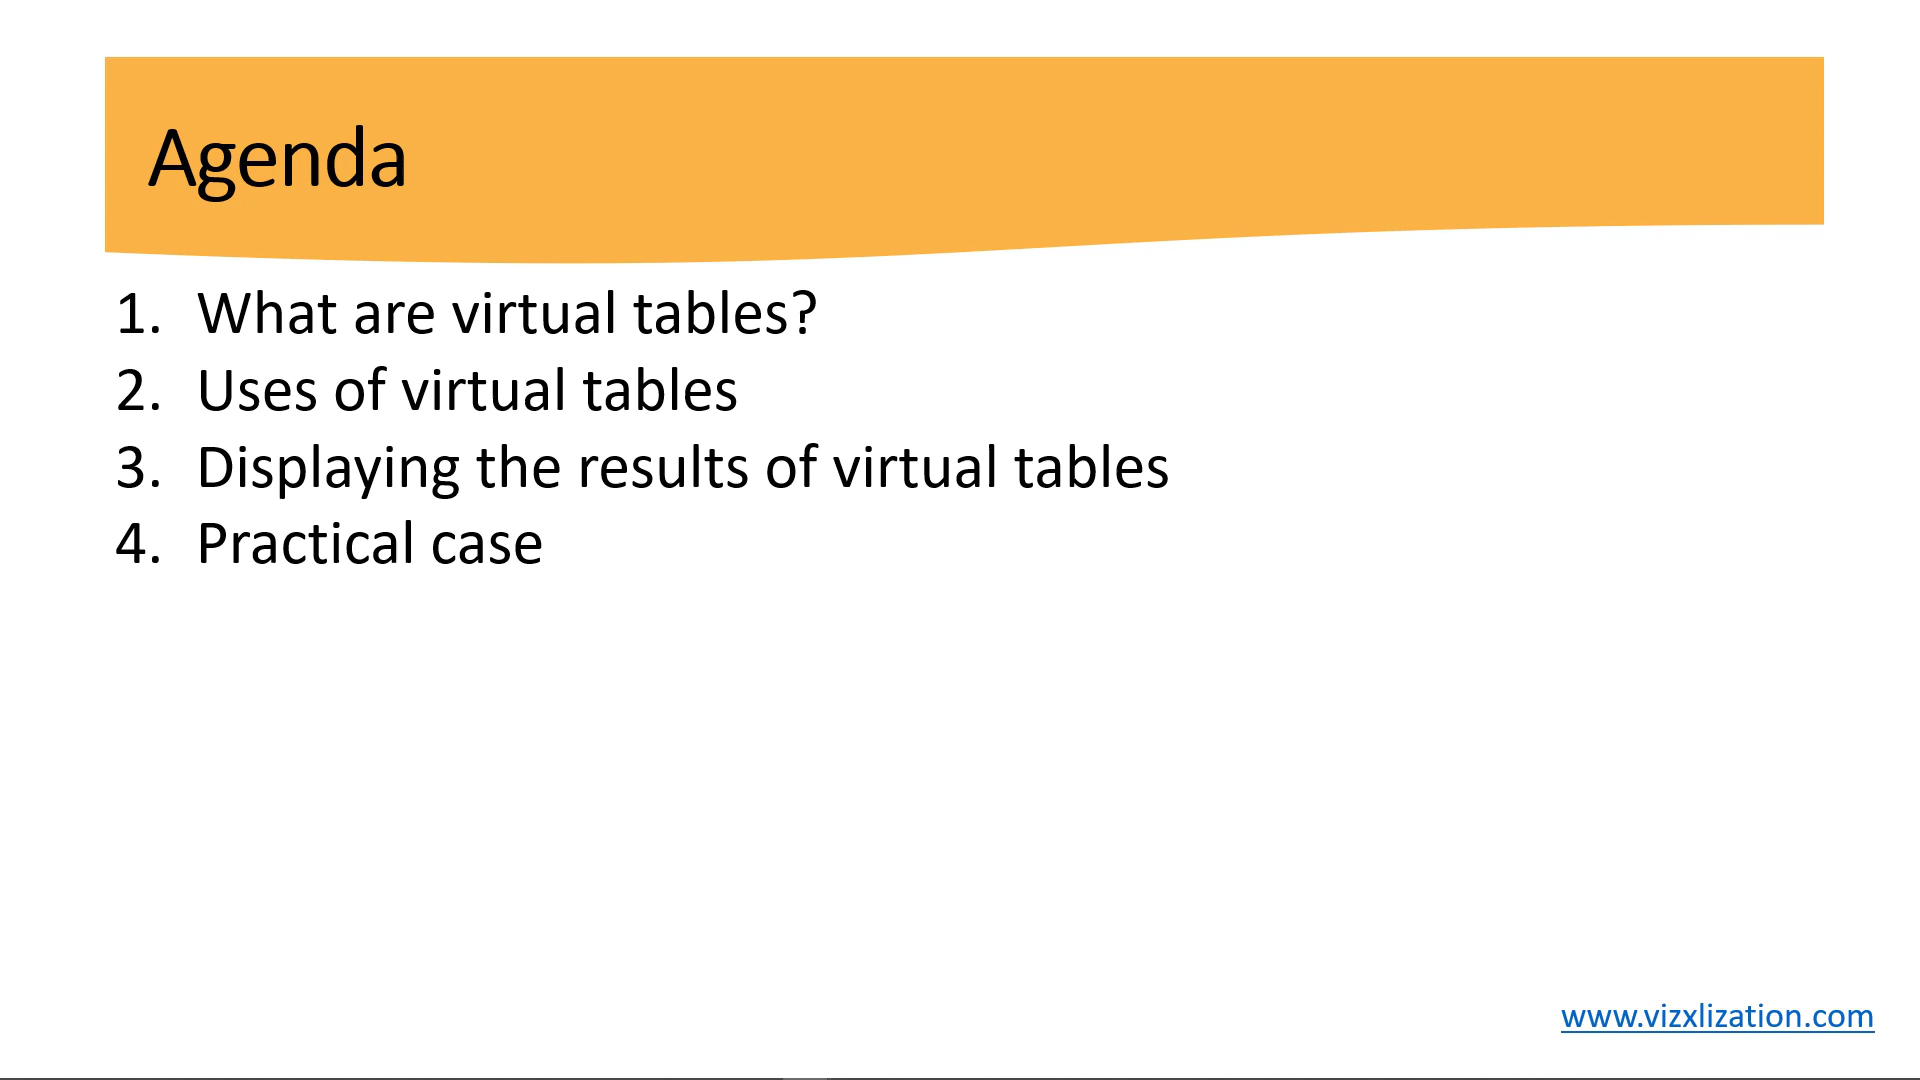 Agenda
1. What are virtual tables?
2. Uses of virtual tables
3. Displaying the results of virtual tables
4. Practical case
www.vizxlization.com